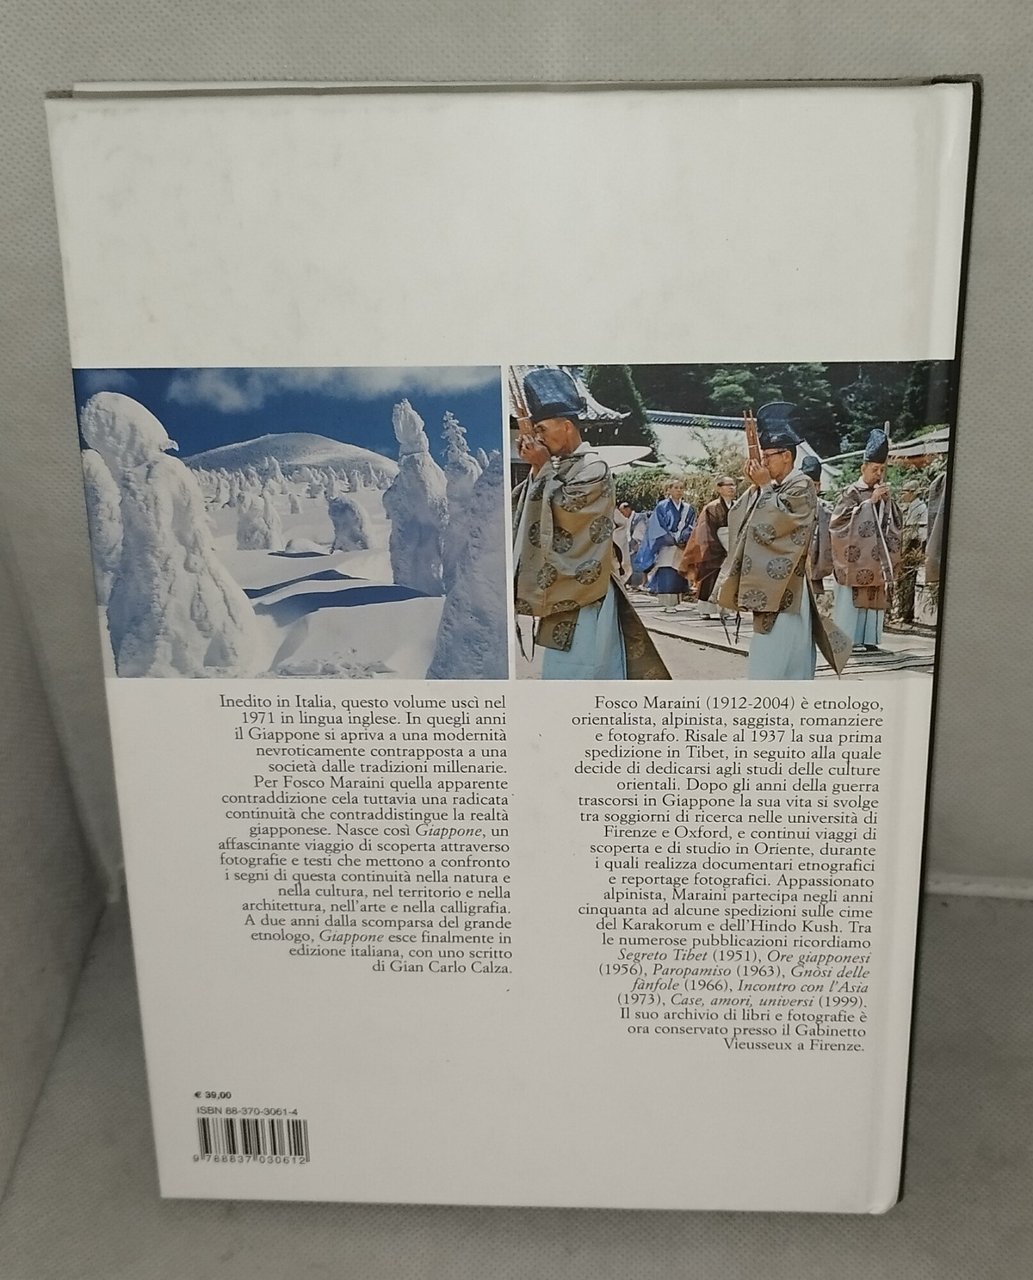 Inedito in Italia, questo volume uscì nel
1971 in lingua inglese. In quegli anni
il Giappone si apriva a una modernità
nevroticamente contrapposta a una
società dalle tradizioni millenarie.
Per Fosco Maraini quella apparente
contraddizione cela tuttavia una radicata
continuità che contraddistingue la realtà
giapponese. Nasce così Giappone, un
affascinante viaggio di scoperta attraverso
fotografie e testi che mettono a confronto
i segni di questa continuità nella natura e
nella cultura, nel territorio e nella
architettura, nell'arte e nella calligrafia.
A due anni dalla scomparsa del grande
etnologo, Giappone esce finalmente in
edizione italiana, con uno scritto
di Gian Carlo Calza.
Fosco Maraini (1912-2004) è etnologo,
orientalista, alpinista, saggista, romanziere
e fotografo. Risale al 1937 la sua prima
spedizione in Tibet, in seguito alla quale
decide di dedicarsi agli studi delle culture
orientali. Dopo gli anni della guerra
trascorsi in Giappone la sua vita si svolge
tra soggiorni di ricerca nelle università di
Firenze e Oxford, e continui viaggi di
scoperta e di studio in Oriente, durante
i quali realizza documentari etnografici
e reportage fotografici. Appassionato
alpinista, Maraini partecipa negli anni
cinquanta ad alcune spedizioni sulle cime
del Karakorum e dell'Hindo Kush. Tra
le numerose pubblicazioni ricordiamo
Segreto Tibet (1951), Ore giapponesi
(1956), Paropamiso (1963), Gnòsi delle
fànfole (1966), Incontro con l'Asia
(1973), Case, amori, universi (1999).
Il suo archivio di libri e fotografie è
ora conservato presso il Gabinetto
Vieusseux a Firenze.
€ 39,00
ISBN 88-370-3061-4
9 788837 030612